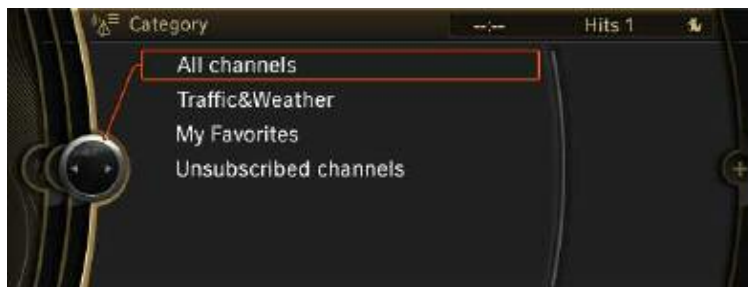 Category --:-- Hits 1
All channels
Traffic&Weather
My Favorites
Unsubscribed channels
+